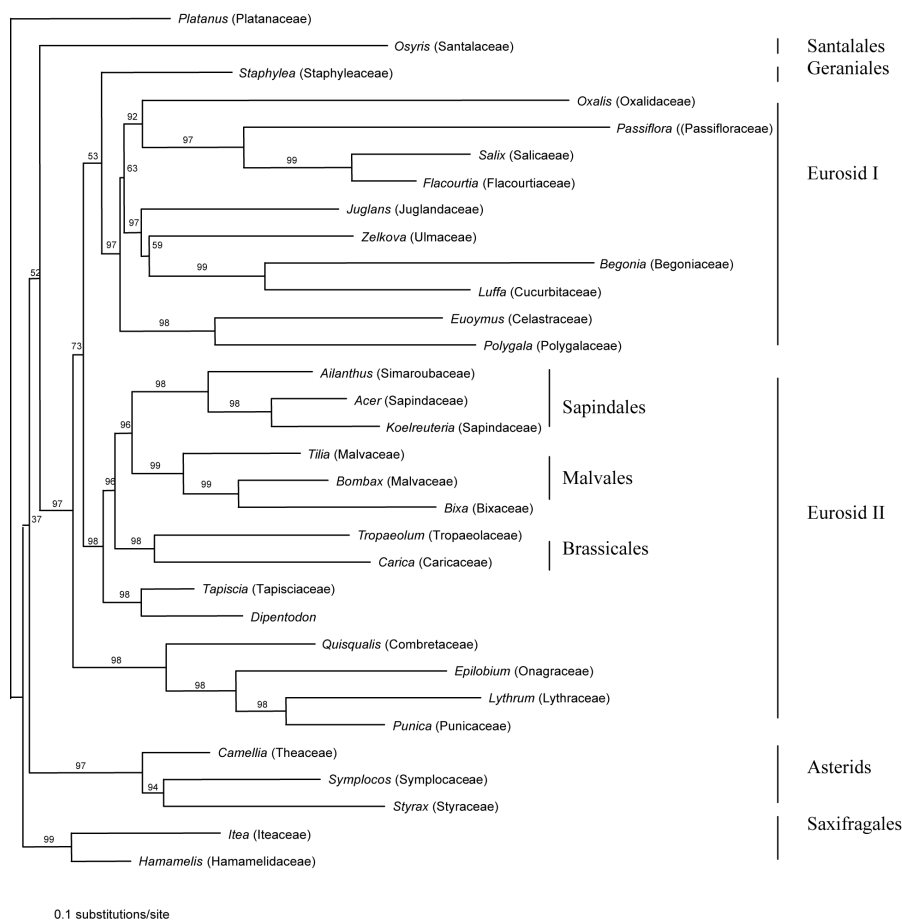 Platanus (Platanaceae)
Osyris (Santalaceae)
Santalales
Staphylea (Staphyleaceae)
Geraniales
92
Oxalis (Oxalidaceae)
97
Passiflora ((Passifloraceae)
53
99
Salix (Salicaeae)
63
Flacourtia (Flacourtiaceae)
Eurosid I
97
Juglans (Juglandaceae)
97
59
Zelkova (Ulmaceae)
99
Begonia (Begoniaceae)
52
Luffa (Cucurbitaceae)
98
Euoymus (Celastraceae)
73
Polygala (Polygalaceae)
98
Ailanthus (Simaroubaceae)
98
Acer (Sapindaceae)
Sapindales
96
Koelreuteria (Sapindaceae)
99
Tilia (Malvaceae)
96
99
Bombax (Malvaceae)
Malvales
97
Bixa (Bixaceae)
Eurosid II
37
98
98
Tropaeolum (Tropaeolaceae)
Brassicales
Carica (Caricaceae)
98
Tapiscia (Tapisciaceae)
Dipentodon
98
Quisqualis (Combretaceae)
98
Epilobium (Onagraceae)
98
Lythrum (Lythraceae)
Punica (Punicaceae)
97
Camellia (Theaceae)
Asterids
94
Symplocos (Symplocaceae)
Styrax (Styraceae)
99
Itea (Iteaceae)
Saxifragales
Hamamelis (Hamamelidaceae)
0.1 substitutions/site